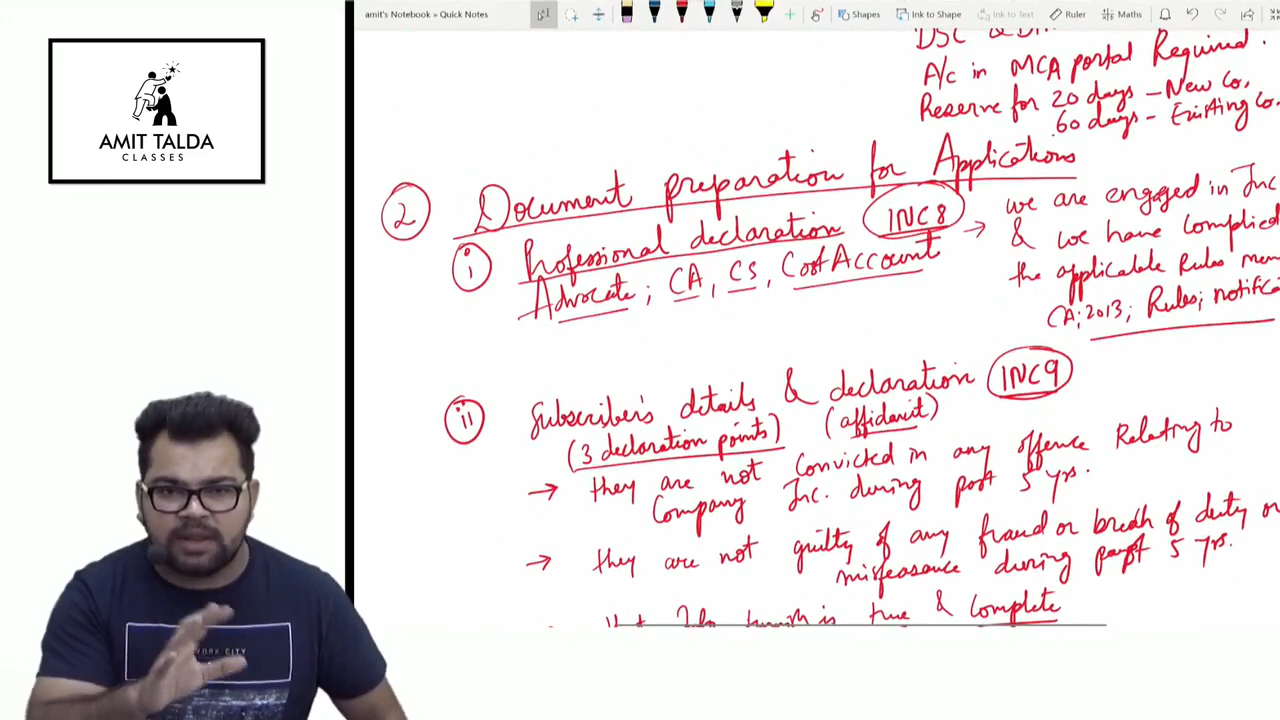 amit's Notebook » Quick Notes
Shapes
Ink to Shape
Ink to Text
Ruler
Maths
AMIT TALDA
CLASSES
DSC &
A/c in MCA portal Required.
Reserve for 20 days - New Co.
60 days - Existing Co.
② Document preparation for Applications
i Professional declaration INC8
Advocate; CA, CS, Cost Account
→ we are engaged in Inc
& we have complied
the applicable Rules
CA; 2013; Rules;
ii Subscriber's details & declaration INC9
(3 declaration points) (affidavit)
→ they are not convicted in any offence Relating to
Company Inc. during past 5 yrs.
→ they are not guilty of any fraud or breah of duty or
misfeasance during past 5 yrs.
is true & complete
YORK CITY